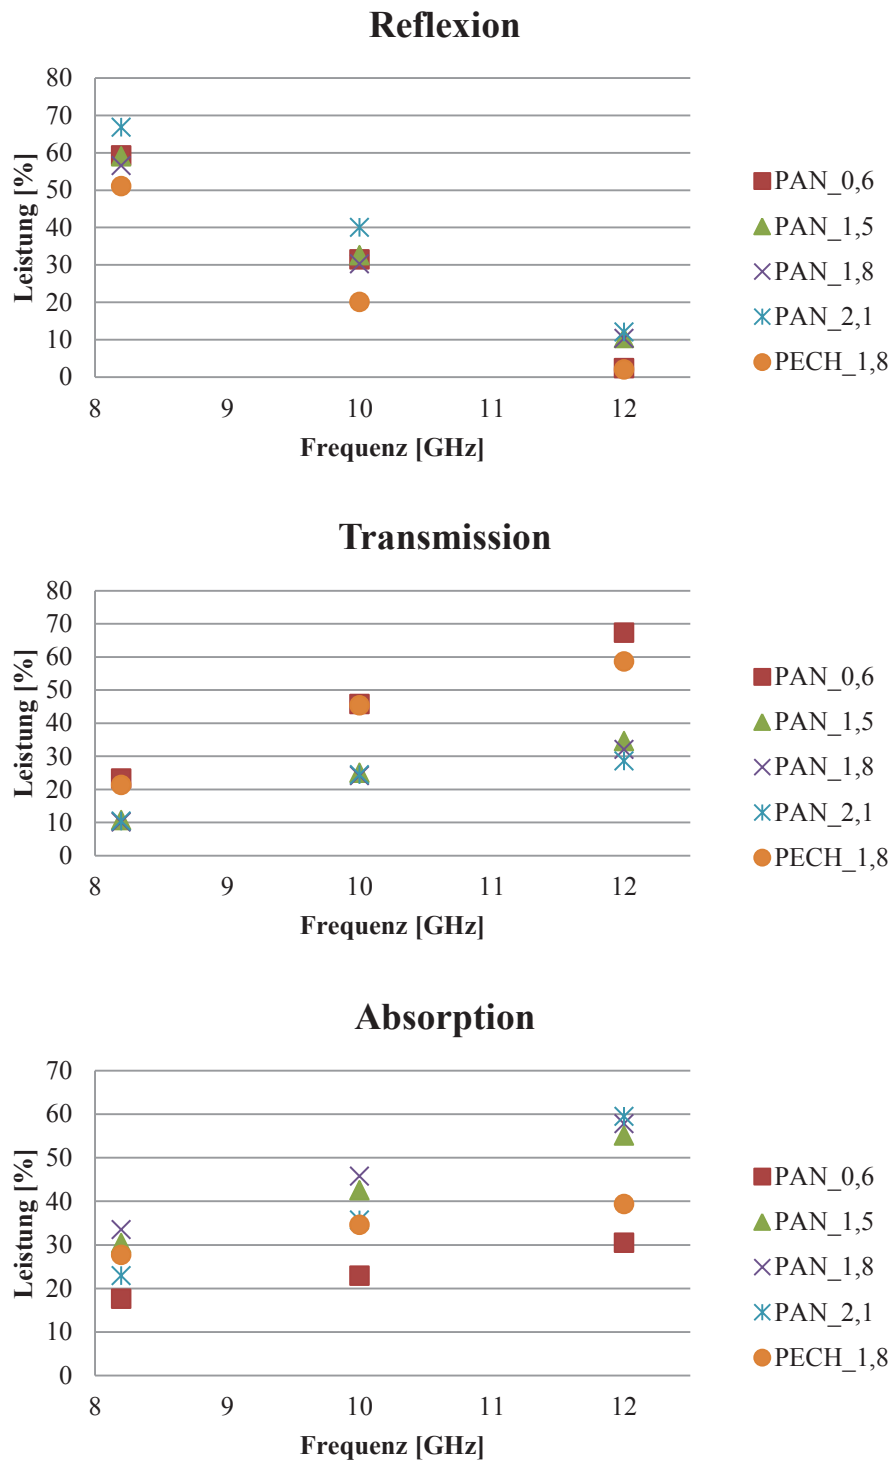 Reflexion
80
70
60
50
40
30
20
10
0
Leistung [%]
8 9 10 11 12
Frequenz [GHz]
PAN_0,6
PAN_1,5
PAN_1,8
PAN_2,1
PECH_1,8
Transmission
80
70
60
50
40
30
20
10
0
Leistung [%]
8 9 10 11 12
Frequenz [GHz]
PAN_0,6
PAN_1,5
PAN_1,8
PAN_2,1
PECH_1,8
Absorption
70
60
50
40
30
20
10
0
Leistung [%]
8 9 10 11 12
Frequenz [GHz]
PAN_0,6
PAN_1,5
PAN_1,8
PAN_2,1
PECH_1,8